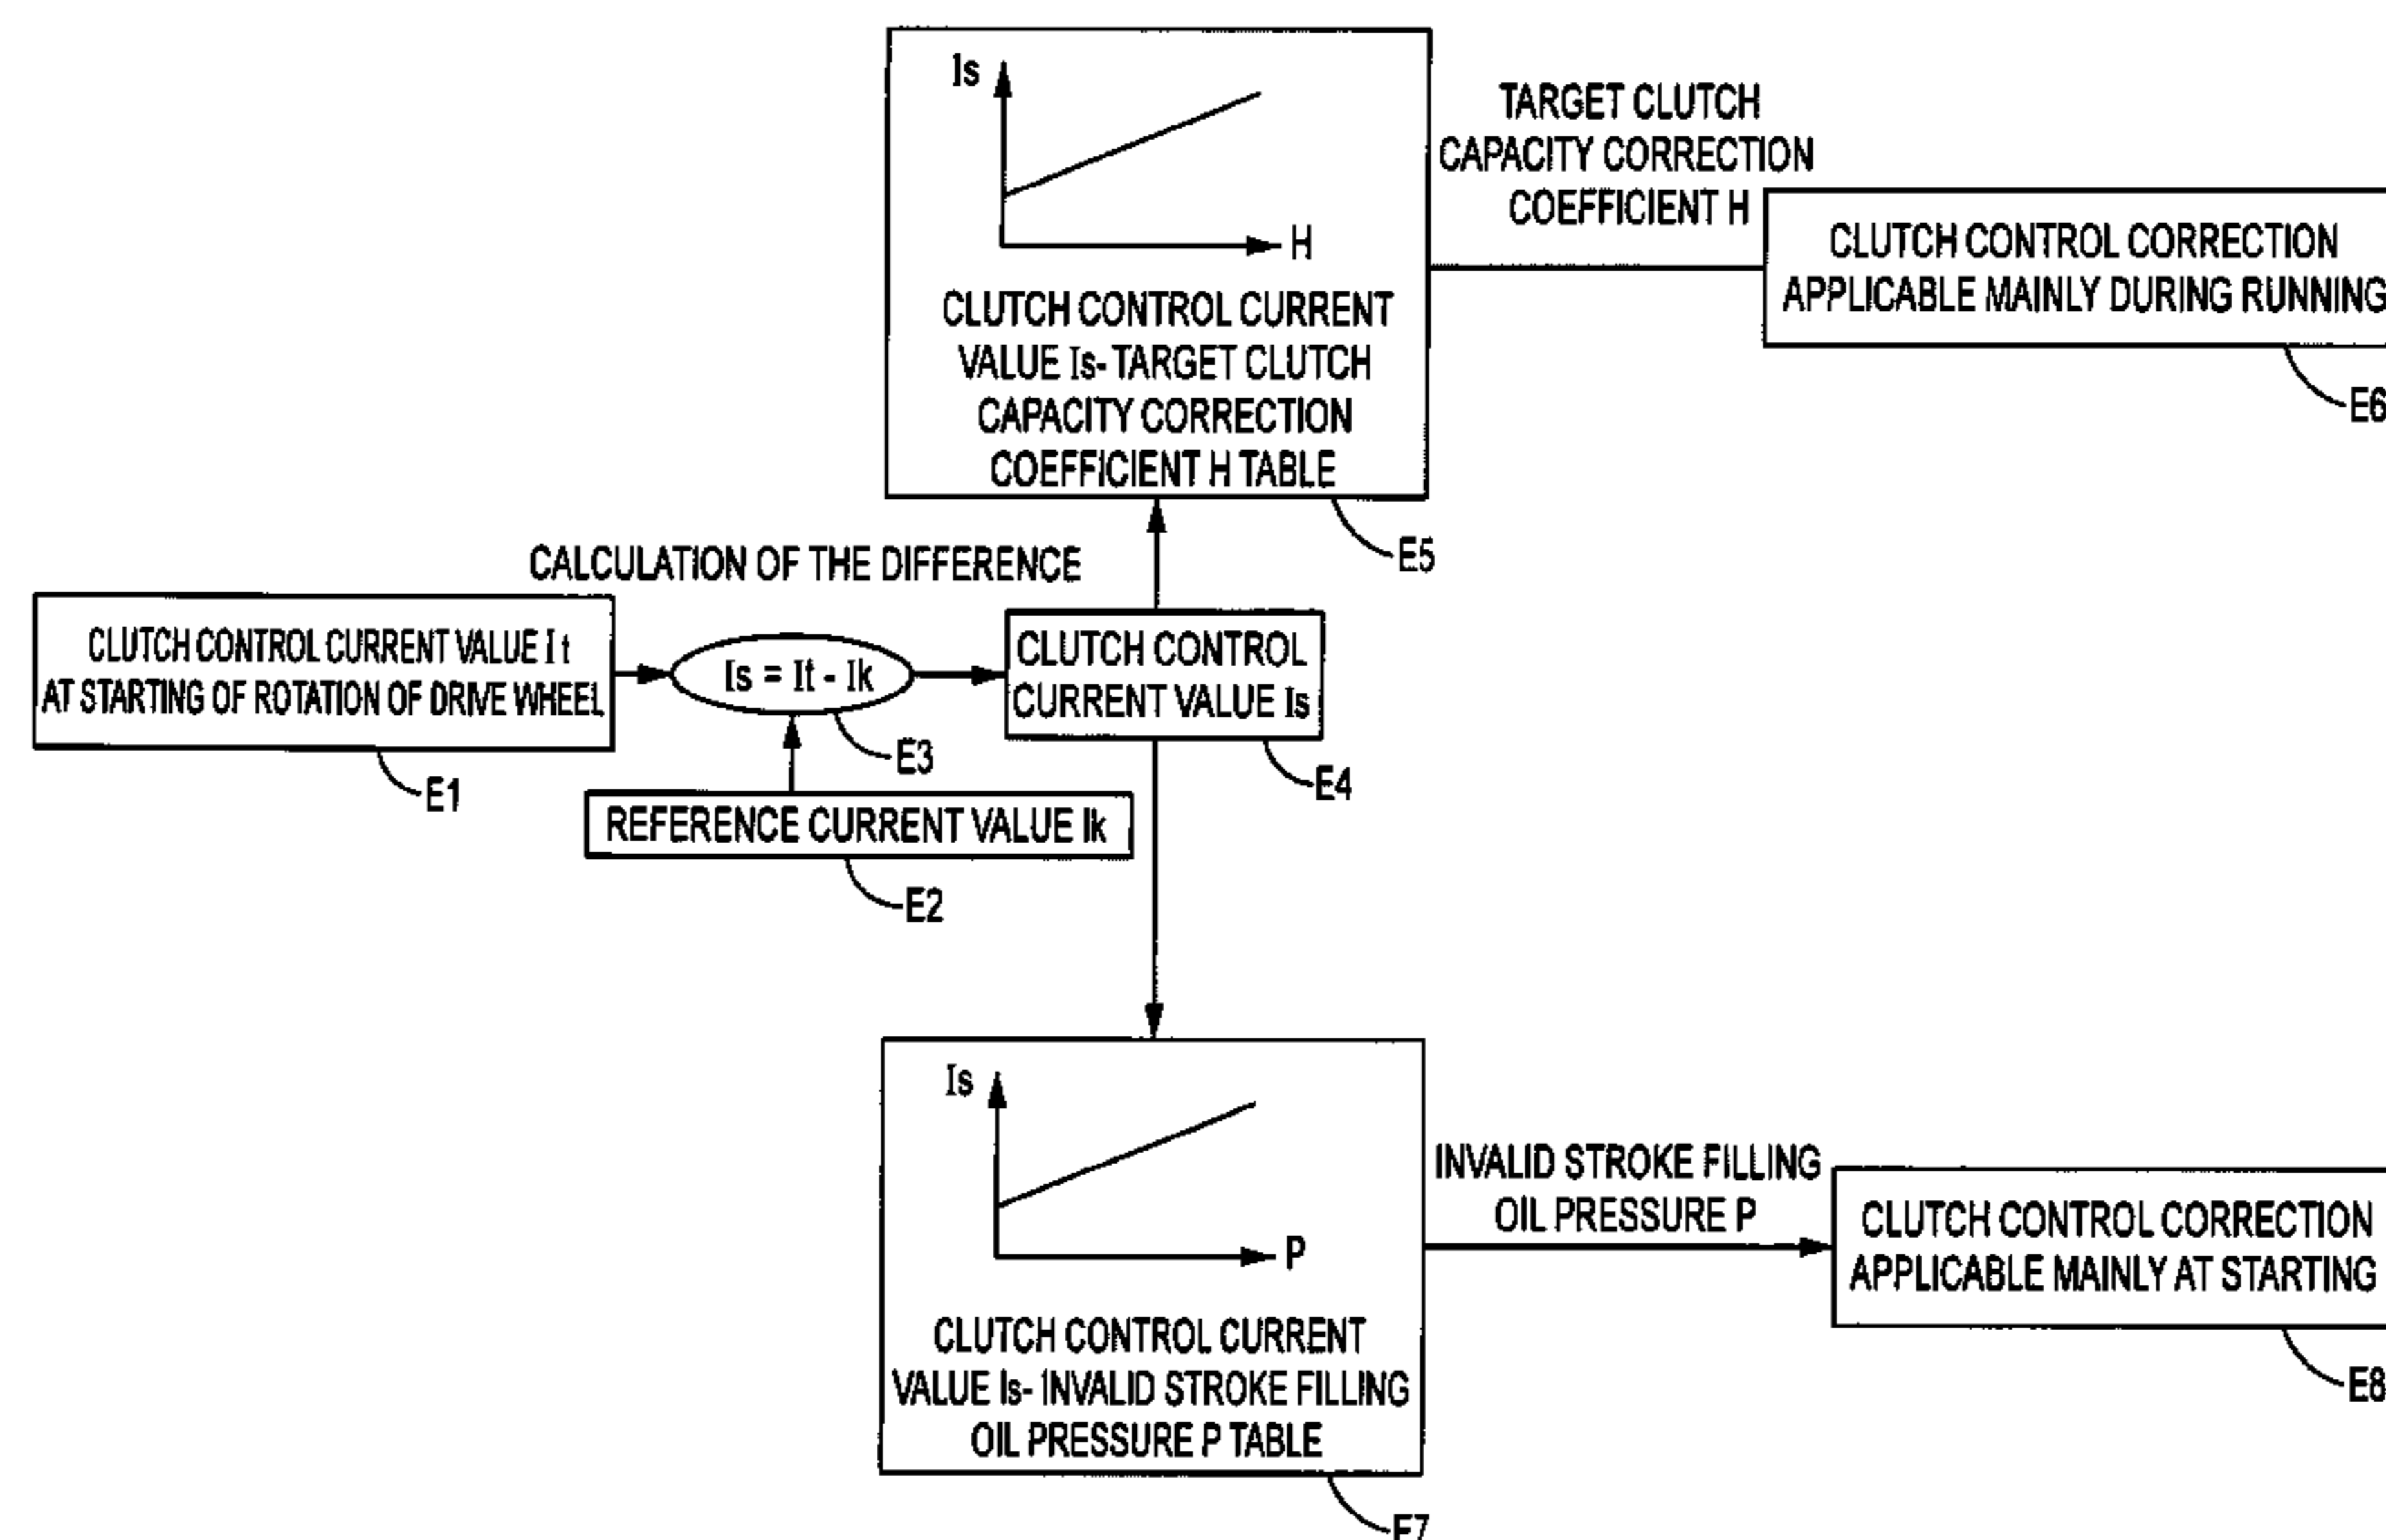 Is
H
CLUTCH CONTROL CURRENT
VALUE Is- TARGET CLUTCH
CAPACITY CORRECTION
COEFFICIENT H TABLE
E5
TARGET CLUTCH
CAPACITY CORRECTION
COEFFICIENT H
CLUTCH CONTROL CORRECTION
APPLICABLE MAINLY DURING RUNNING
E6
CALCULATION OF THE DIFFERENCE
CLUTCH CONTROL CURRENT VALUE It
AT STARTING OF ROTATION OF DRIVE WHEEL
E1
Is = It - Ik
E3
REFERENCE CURRENT VALUE Ik
E2
CLUTCH CONTROL
CURRENT VALUE Is
E4
Is
P
CLUTCH CONTROL CURRENT
VALUE Is- INVALID STROKE FILLING
OIL PRESSURE P TABLE
E7
INVALID STROKE FILLING
OIL PRESSURE P
CLUTCH CONTROL CORRECTION
APPLICABLE MAINLY AT STARTING
E8